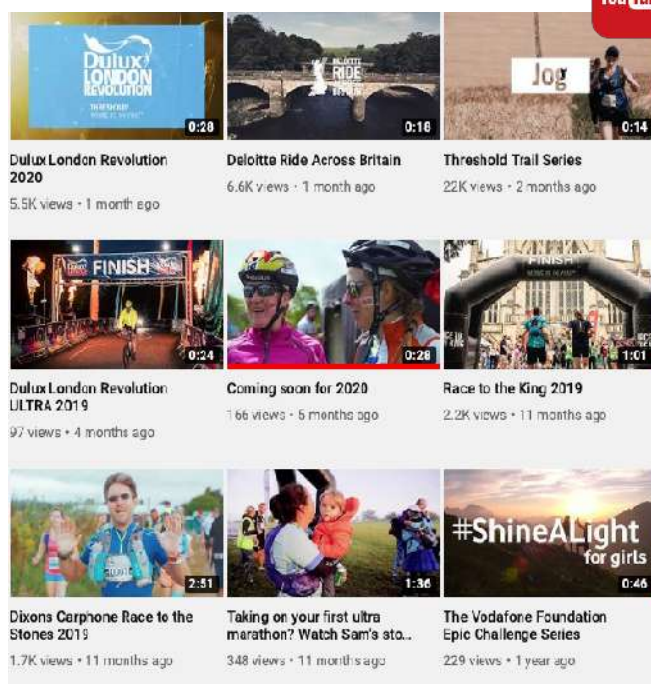 You Tube
Dulux
LONDON
REVOLUTION
THRESHOLD
0:28
DELOITTE
RIDE
ACROSS
BRITAIN
0:16
Jog
0:14
Dulux London Revolution
2020
5.5K views • 1 month ago
Deloitte Ride Across Britain
6.6K views • 1 month ago
Threshold Trail Series
22K views • 2 months ago
FINISH
0:24
0:28
FINISH
1:01
Dulux London Revolution
ULTRA 2019
97 views • 4 months ago
Coming soon for 2020
166 views • 5 months ago
Race to the King 2019
2.2K views • 11 months ago
2:51
1:36
#ShineALight
for girls
0:46
Dixons Carphone Race to the
Stones 2019
1.7K views • 11 months ago
Taking on your first ultra
marathon? Watch Sam's sto...
348 views • 11 months ago
The Vodafone Foundation
Epic Challenge Series
229 views • 1 year ago